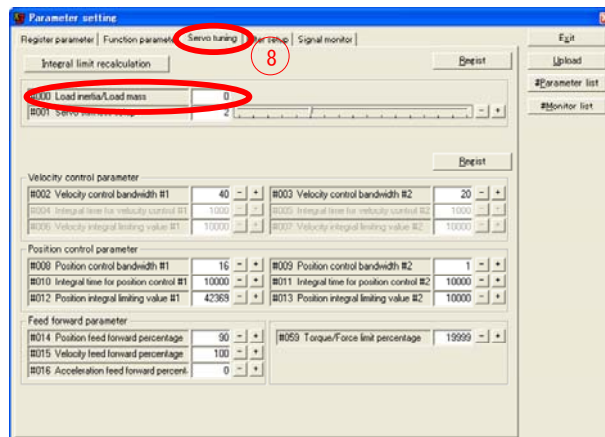 Parameter setting
Register parameter Function parameter Servo tuning setup Signal monitor
8
Exit
Integral limit recalculation Regist Upload
#Parameter list
#000 Load inertia/Load mass 0 #Monitor list
#001 2 - +
Regist
Velocity control parameter
#002 Velocity control bandwidth #1 40 - + #003 Velocity control bandwidth #2 20 - +
#004 Integral time for velocity control #1 1000 - + #005 Integral time for velocity control #2 1000 - +
#006 Velocity integral limiting value #1 10000 - + #007 Velocity integral limiting value #2 10000 - +
Position control parameter
#008 Position control bandwidth #1 16 - + #009 Position control bandwidth #2 1 - +
#010 Integral time for position control #1 10000 - + #011 Integral time for position control #2 10000 - +
#012 Position integral limiting value #1 42369 - + #013 Position integral limiting value #2 10000 - +
Feed forward parameter
#014 Position feed forward percentage 90 - + #059 Torque/Force limit percentage 19999 - +
#015 Velocity feed forward percentage 100 - +
#016 Acceleration feed forward percent. 0 - +